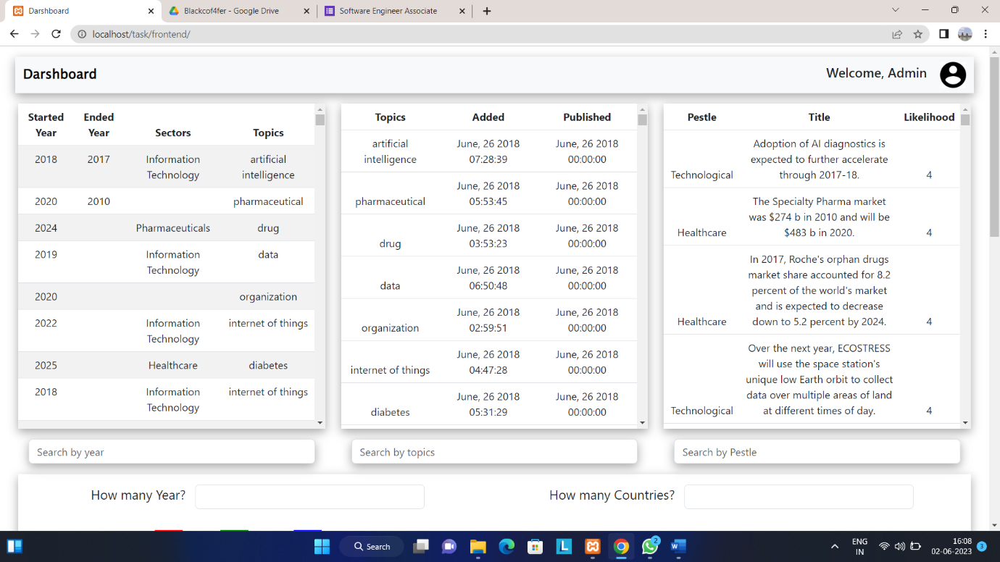 Darshboard
Blackcof4fer - Google Drive
Software Engineer Associate
localhost/task/frontend/
Darshboard
Welcome, Admin
Started Year Ended Year Sectors Topics
2018 2017 Information Technology artificial intelligence
2020 2010 pharmaceutical
2024 Pharmaceuticals drug
2019 Information Technology data
2020 organization
2022 Information Technology internet of things
2025 Healthcare diabetes
2018 Information Technology internet of things
Search by year
Topics Added Published
artificial intelligence June, 26 2018 07:28:39 June, 26 2018 00:00:00
pharmaceutical June, 26 2018 05:53:45 June, 26 2018 00:00:00
drug June, 26 2018 03:53:23 June, 26 2018 00:00:00
data June, 26 2018 06:50:48 June, 26 2018 00:00:00
organization June, 26 2018 02:59:51 June, 26 2018 00:00:00
internet of things June, 26 2018 04:47:28 June, 26 2018 00:00:00
diabetes June, 26 2018 05:31:29 June, 26 2018 00:00:00
Search by topics
Pestle Title Likelihood
Adoption of AI diagnostics is
expected to further accelerate
Technological through 2017-18. 4
The Specialty Pharma market
was $274 b in 2010 and will be
Healthcare $483 b in 2020. 4
In 2017, Roche's orphan drugs
market share accounted for 8.2
percent of the world's market
and is expected to decrease
Healthcare down to 5.2 percent by 2024. 4
Over the next year, ECOSTRESS
will use the space station's
unique low Earth orbit to collect
data over multiple areas of land
Technological at different times of day. 4
Search by Pestle
How many Year?
How many Countries?
Search
L
2
W
ENG
IN
16:08
02-06-2023
3